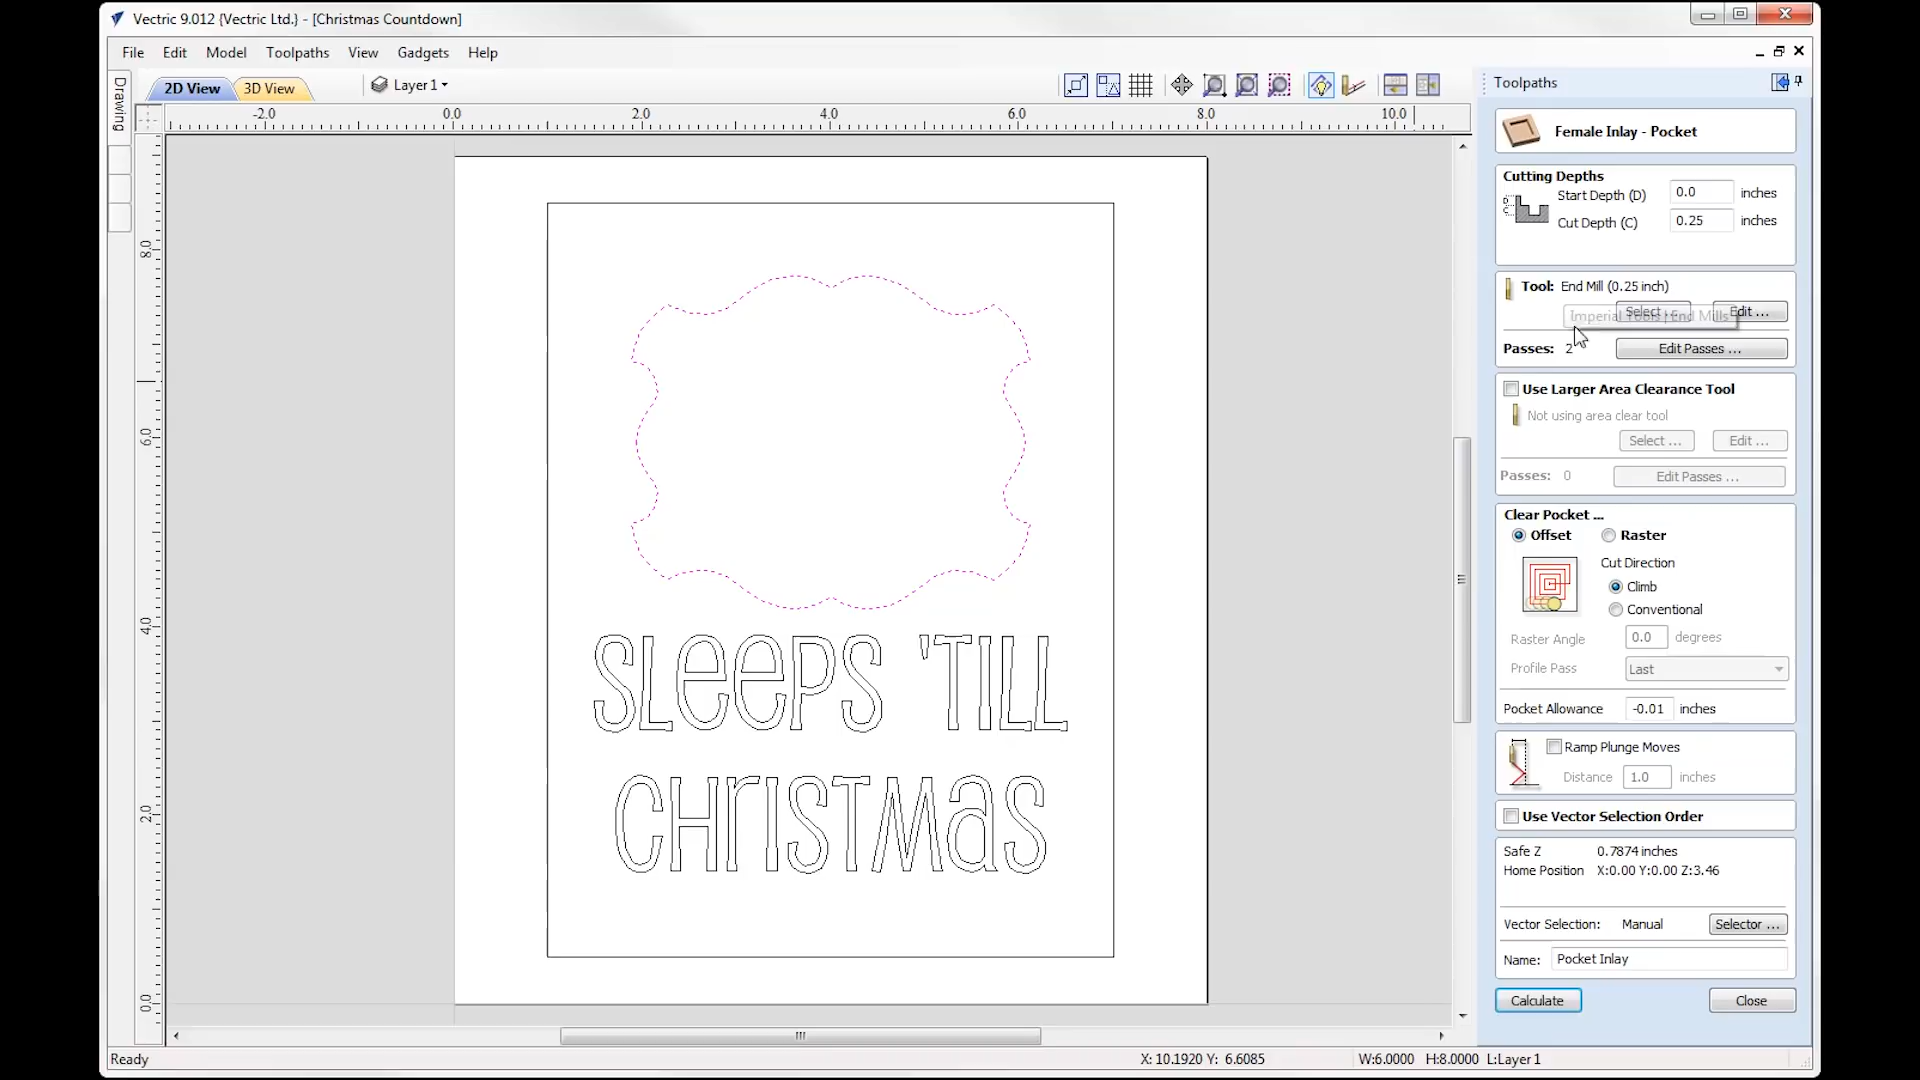 Vectric 9.012 {Vectric Ltd.} - [Christmas Countdown]
File Edit Model Toolpaths View Gadgets Help
Drawing
2D View 3D View Layer 1
-2.0 0.0 2.0 4.0 6.0 8.0 10.0
8.0
6.0
4.0
2.0
0.0
SLeePS 'TILL
CHrISTMaS
Toolpaths
Female Inlay - Pocket
Cutting Depths
Start Depth (D) 0.0 inches
Cut Depth (C) 0.25 inches
D
C
Tool: End Mill (0.25 inch)
Select ... Edit ...
Imperial Tools | End Mills
Passes: 2 Edit Passes ...
Use Larger Area Clearance Tool
Not using area clear tool
Select ... Edit ...
Passes: 0 Edit Passes ...
Clear Pocket ...
Offset Raster
Cut Direction
Climb
Conventional
Raster Angle 0.0 degrees
Profile Pass Last
Pocket Allowance -0.01 inches
Ramp Plunge Moves
Distance 1.0 inches
Use Vector Selection Order
Safe Z 0.7874 inches
Home Position X:0.00 Y:0.00 Z:3.46
Vector Selection: Manual Selector ...
Name: Pocket Inlay
Calculate Close
Ready X: 10.1920 Y: 6.6085 W:6.0000 H:8.0000 L:Layer 1